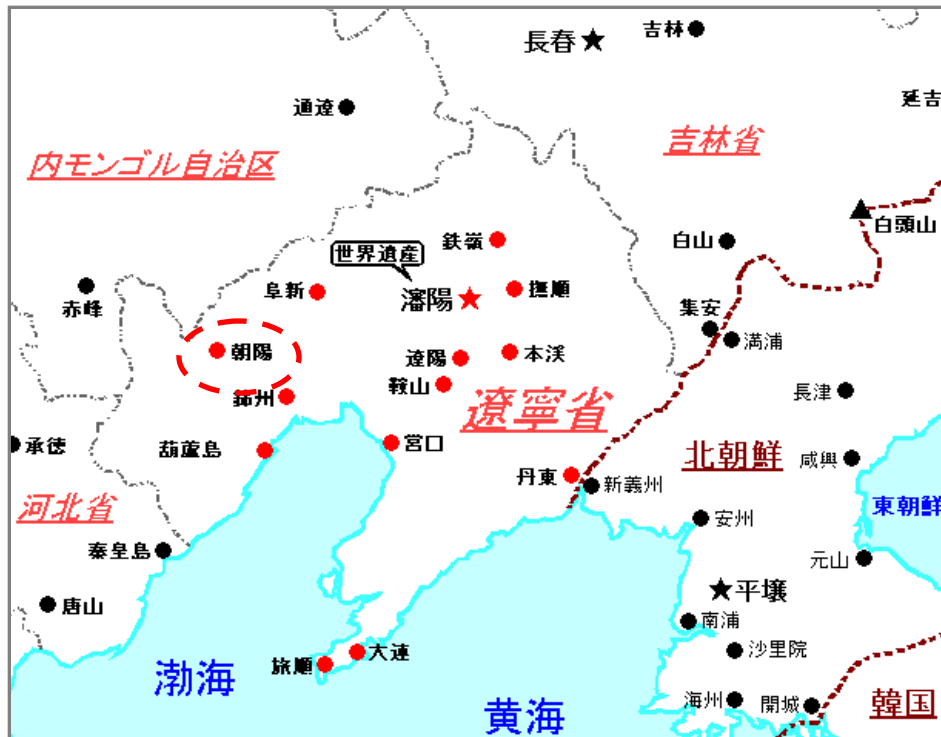 長春
吉林
延吉
通遼
吉林省
内モンゴル自治区
白頭山
白山
鉄嶺
世界遺産
撫順
阜新
瀋陽
赤峰
集安
満浦
朝陽
本渓
遼陽
鞍山
長津
錦州
遼寧省
承徳
葫蘆島
営口
北朝鮮
咸興
丹東
新義州
河北省
東朝鮮
安州
秦皇島
元山
平壌
唐山
南浦
沙里院
大連
旅順
渤海
黄海
海州
開城
韓国